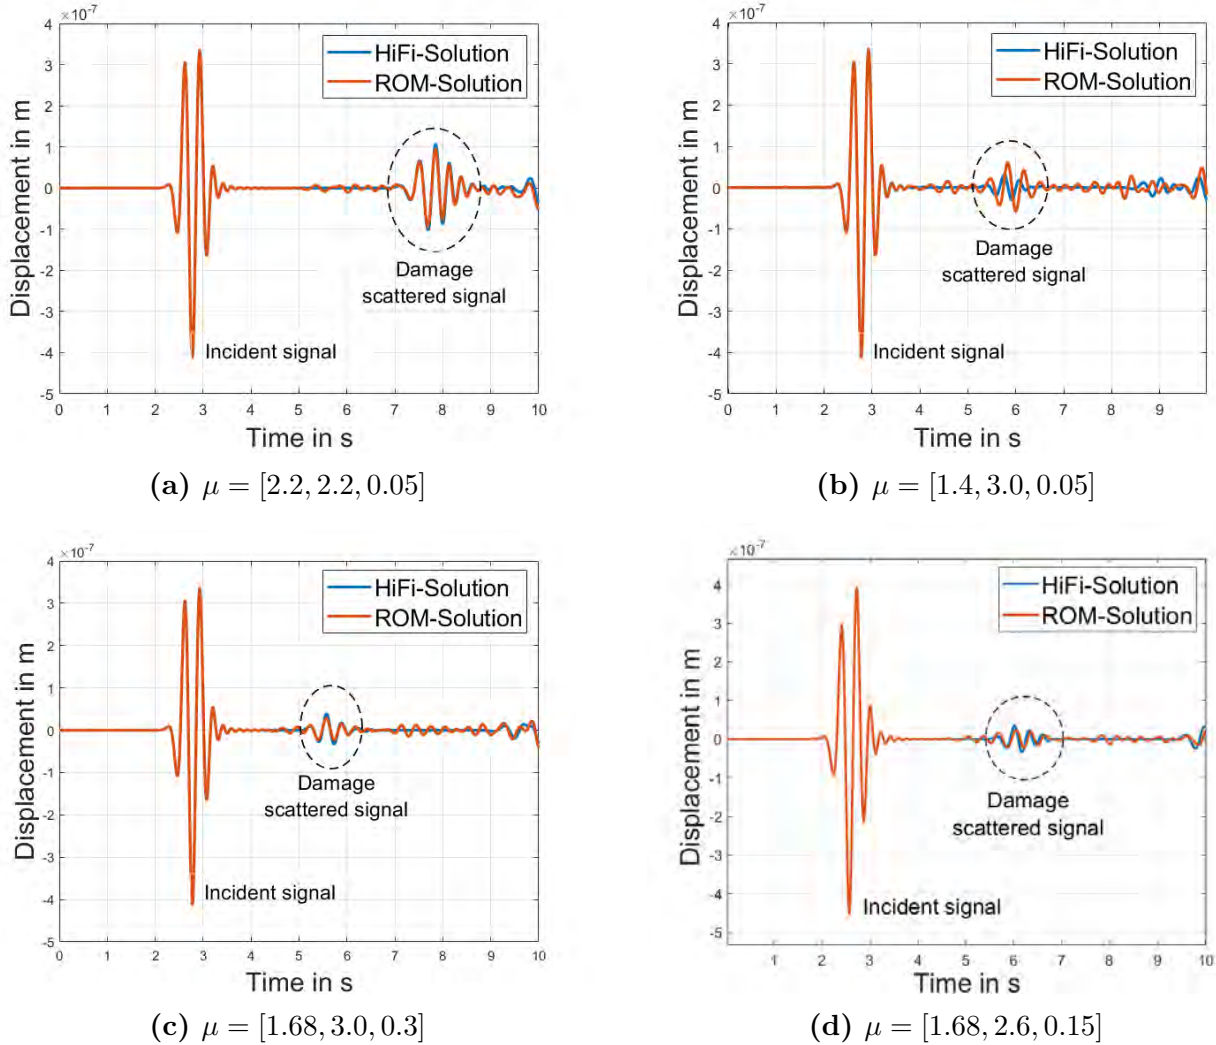 ×10⁻⁷
4
3
2
1
0
-1
-2
-3
-4
-5
Displacement in m
HiFi-Solution
ROM-Solution
Damage
scattered signal
Incident signal
0 1 2 3 4 5 6 7 8 9 10
Time in s
(a) μ = [2.2, 2.2, 0.05]
×10⁻⁷
4
3
2
1
0
-1
-2
-3
-4
-5
Displacement in m
HiFi-Solution
ROM-Solution
Damage
scattered signal
Incident signal
0 1 2 3 4 5 6 7 8 9
Time in s
(b) μ = [1.4, 3.0, 0.05]
×10⁻⁷
4
3
2
1
0
-1
-2
-3
-4
-5
Displacement in m
HiFi-Solution
ROM-Solution
Damage
scattered signal
Incident signal
0 1 2 3 4 5 6 7 8 9 10
Time in s
(c) μ = [1.68, 3.0, 0.3]
×10⁻⁷
4
3
2
1
0
-1
-2
-3
-4
-5
Displacement in m
HiFi-Solution
ROM-Solution
Damage
scattered signal
Incident signal
1 2 3 4 5 6 7 8 9 10
Time in s
(d) μ = [1.68, 2.6, 0.15]